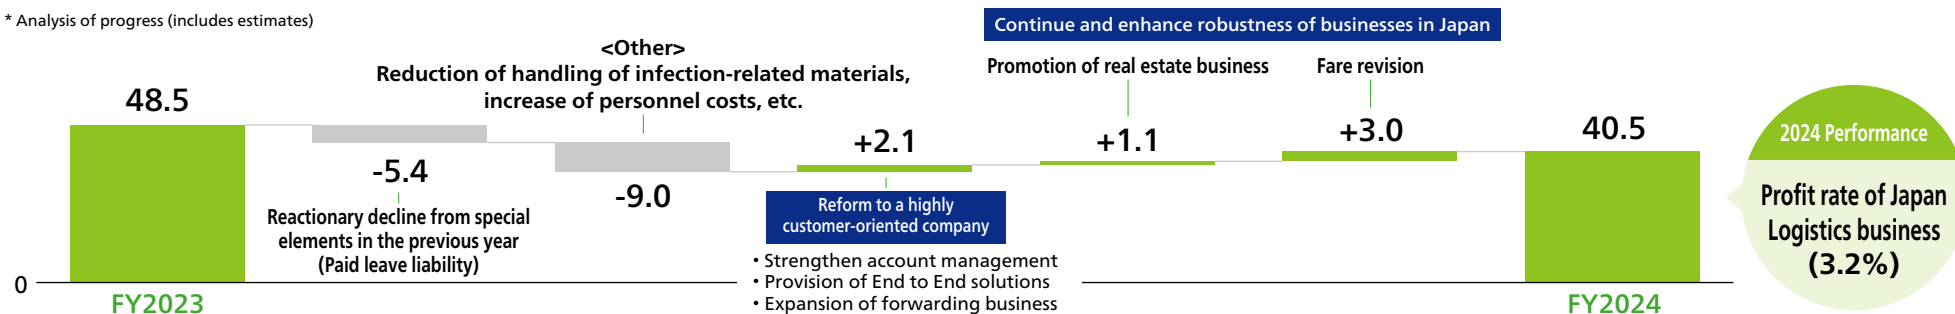 * Analysis of progress (includes estimates)
48.5
FY2023
0
-5.4
Reactionary decline from special
elements in the previous year
(Paid leave liability)
<Other>
Reduction of handling of infection-related materials,
increase of personnel costs, etc.
-9.0
+2.1
Reform to a highly
customer-oriented company
• Strengthen account management
• Provision of End to End solutions
• Expansion of forwarding business
Continue and enhance robustness of businesses in Japan
Promotion of real estate business
+1.1
Fare revision
+3.0
40.5
FY2024
2024 Performance
Profit rate of Japan
Logistics business
(3.2%)